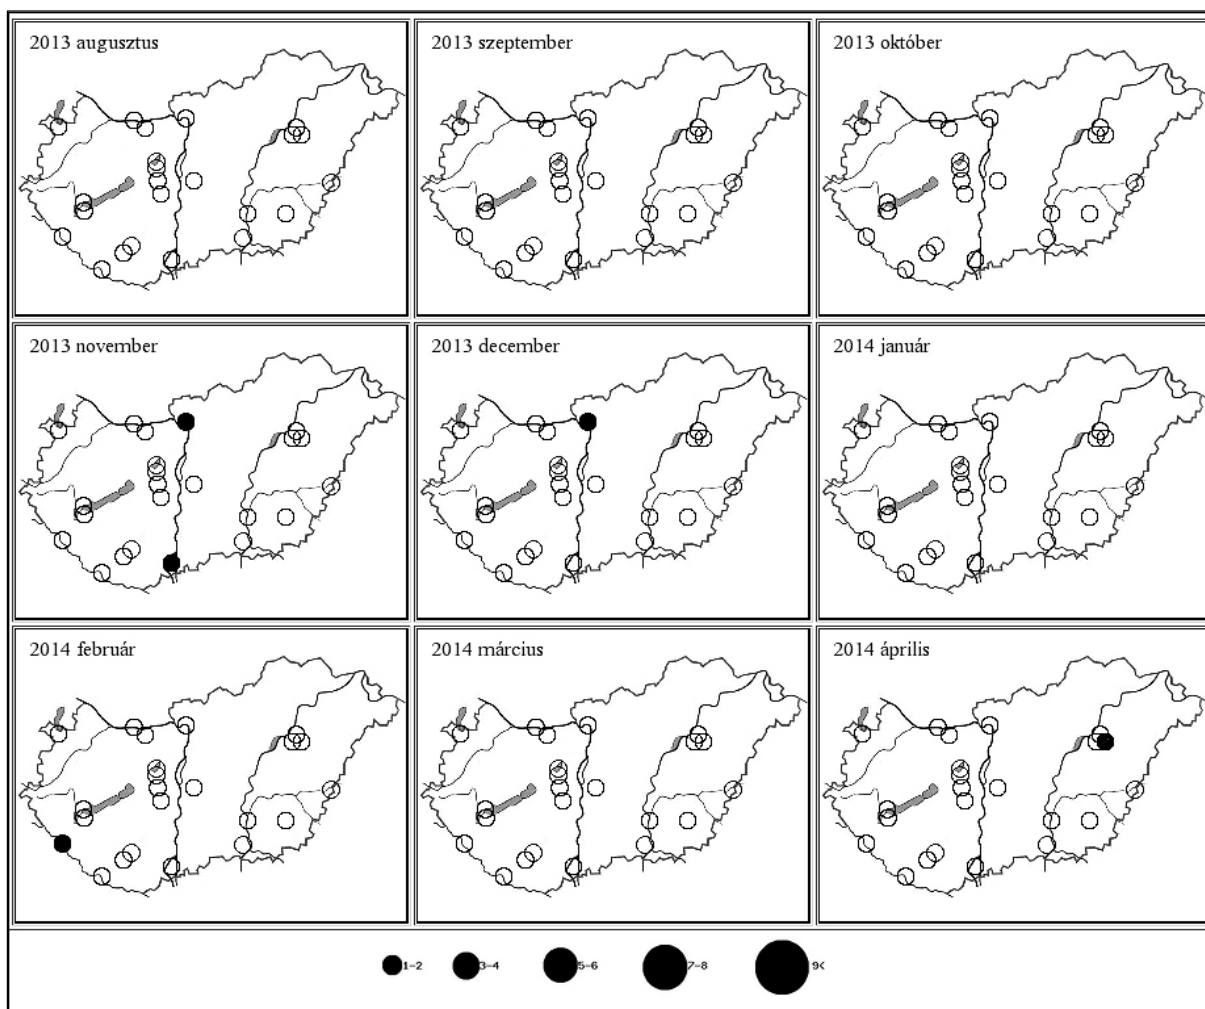 2013 augusztus
2013 szeptember
2013 október
2013 november
2013 december
2014 január
2014 február
2014 március
2014 április
1-2 3-4 5-6 7-8 9<